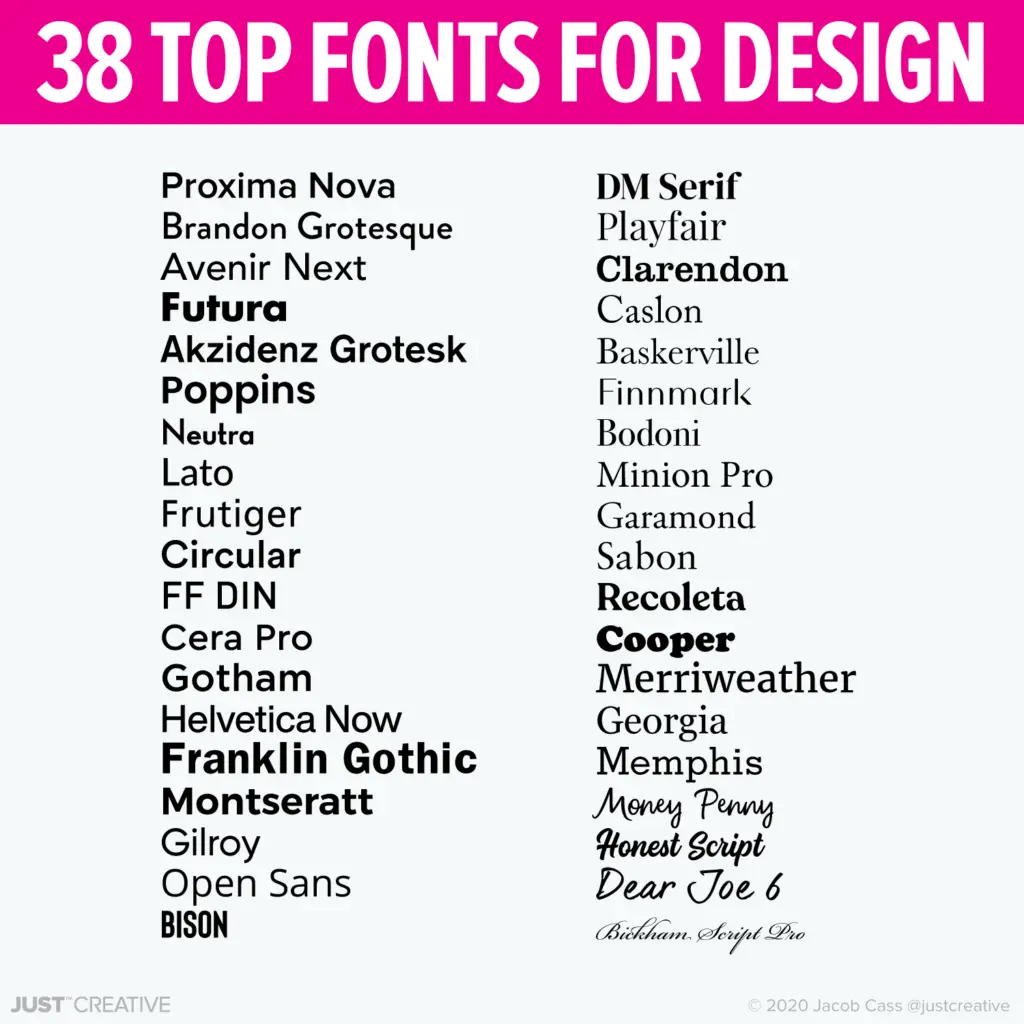 38 TOP FONTS FOR DESIGN
Proxima Nova
Brandon Grotesque
Avenir Next
Futura
Akzidenz Grotesk
Poppins
Neutra
Lato
Frutiger
Circular
FF DIN
Cera Pro
Gotham
Helvetica Now
Franklin Gothic
Montseratt
Gilroy
Open Sans
BISON
DM Serif
Playfair
Clarendon
Caslon
Baskerville
Finnmark
Bodoni
Minion Pro
Garamond
Sabon
Recoleta
Cooper
Merriweather
Georgia
Memphis
Money Penny
Honest Script
Dear Joe 6
Bickham Script Pro
JUST™CREATIVE
© 2020 Jacob Cass @justcreative